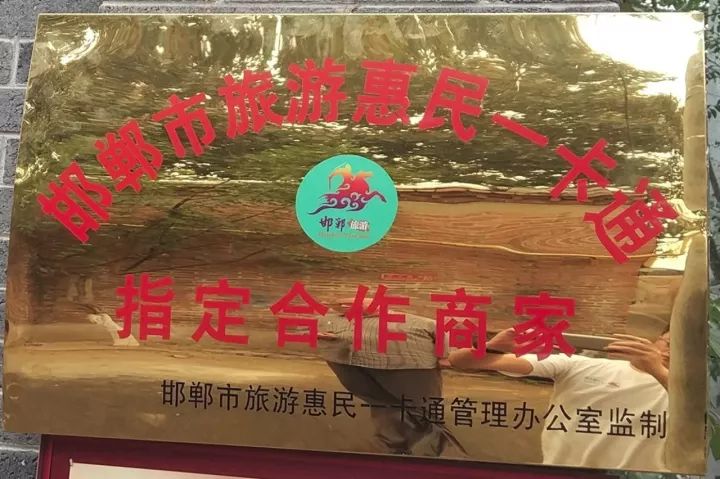 邯郸市旅游惠民一卡通
邯郸旅游
指定合作商家
邯郸市旅游惠民一卡通管理办公室监制